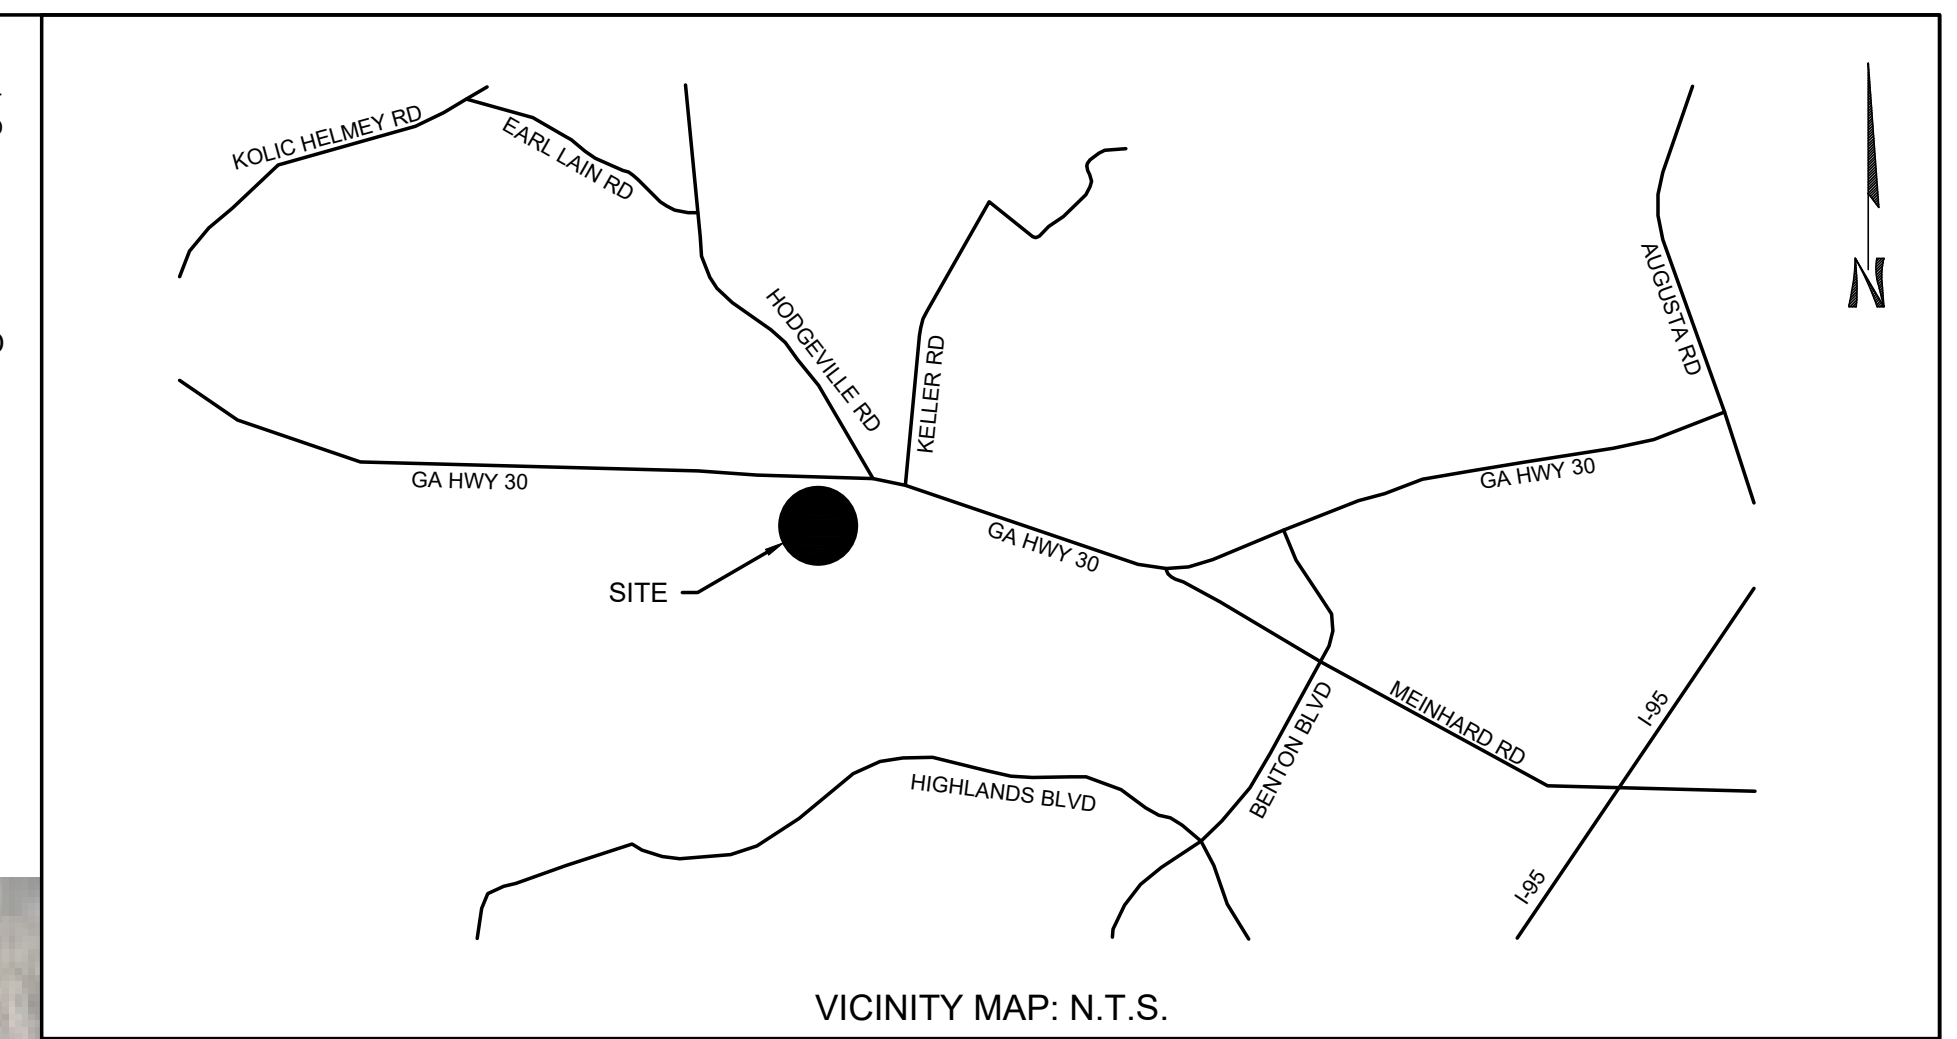 KOLIC HELMEY RD
EARL LAIN RD
HODGEVILLE RD
KELLER RD
AUGUSTA RD
N
GA HWY 30
GA HWY 30
GA HWY 30
SITE
MEINHARD RD
I-95
BENTON BLVD
HIGHLANDS BLVD
I-95
VICINITY MAP: N.T.S.